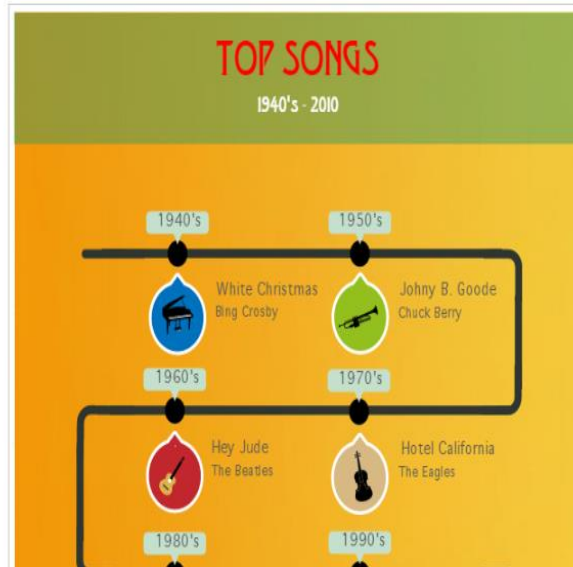 TOP SONGS
1940's - 2010
1940's
1950's
White Christmas
Bing Crosby
Johny B. Goode
Chuck Berry
1960's
1970's
Hey Jude
The Beatles
Hotel California
The Eagles
1980's
1990's